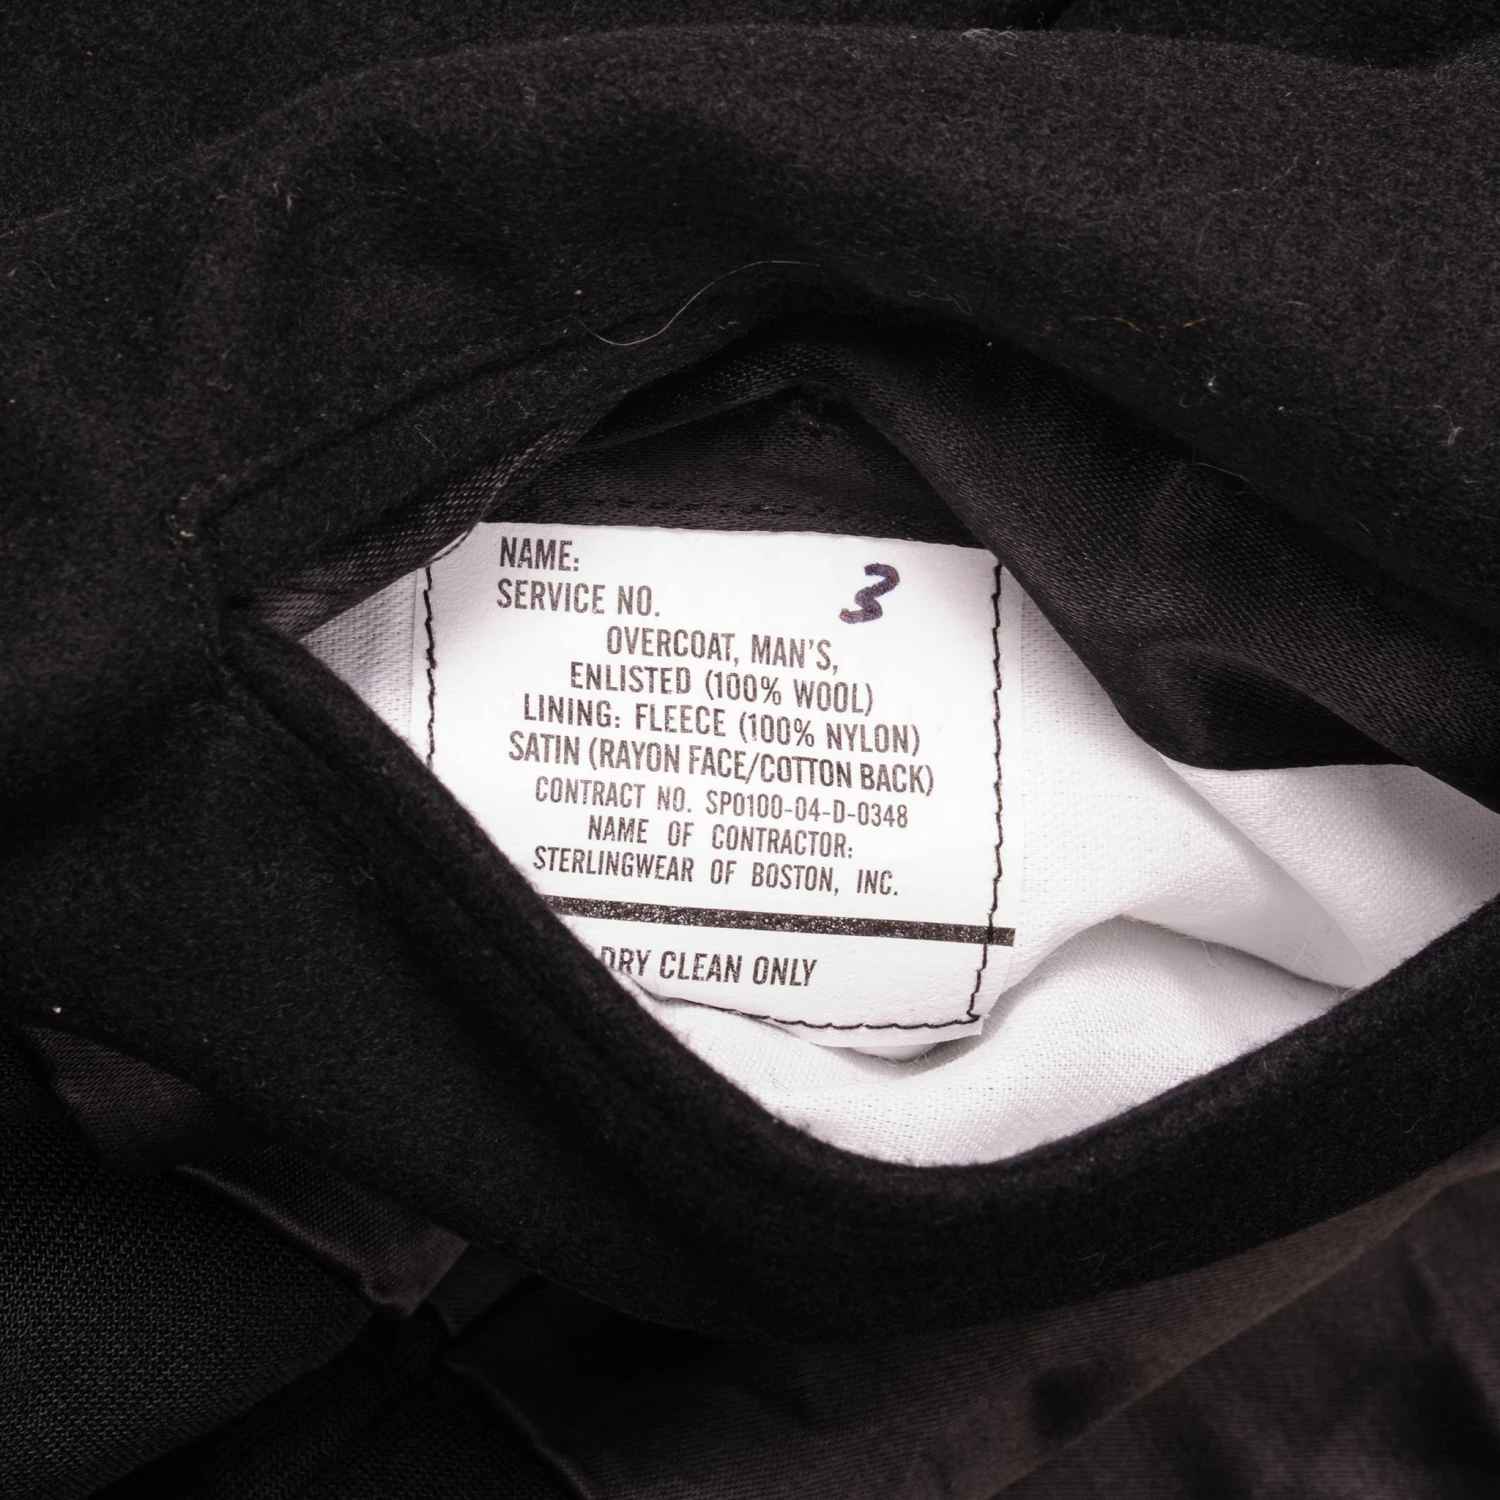 NAME:
3
SERVICE NO.
OVERCOAT, MAN'S,
ENLISTED (100% WOOL)
LINING: FLEECE (100% NYLON)
SATIN (RAYON FACE/COTTON BACK)
CONTRACT NO. SP0100-04-D-0348
NAME OF CONTRACTOR:
STERLINGWEAR OF BOSTON, INC.
DRY CLEAN ONLY